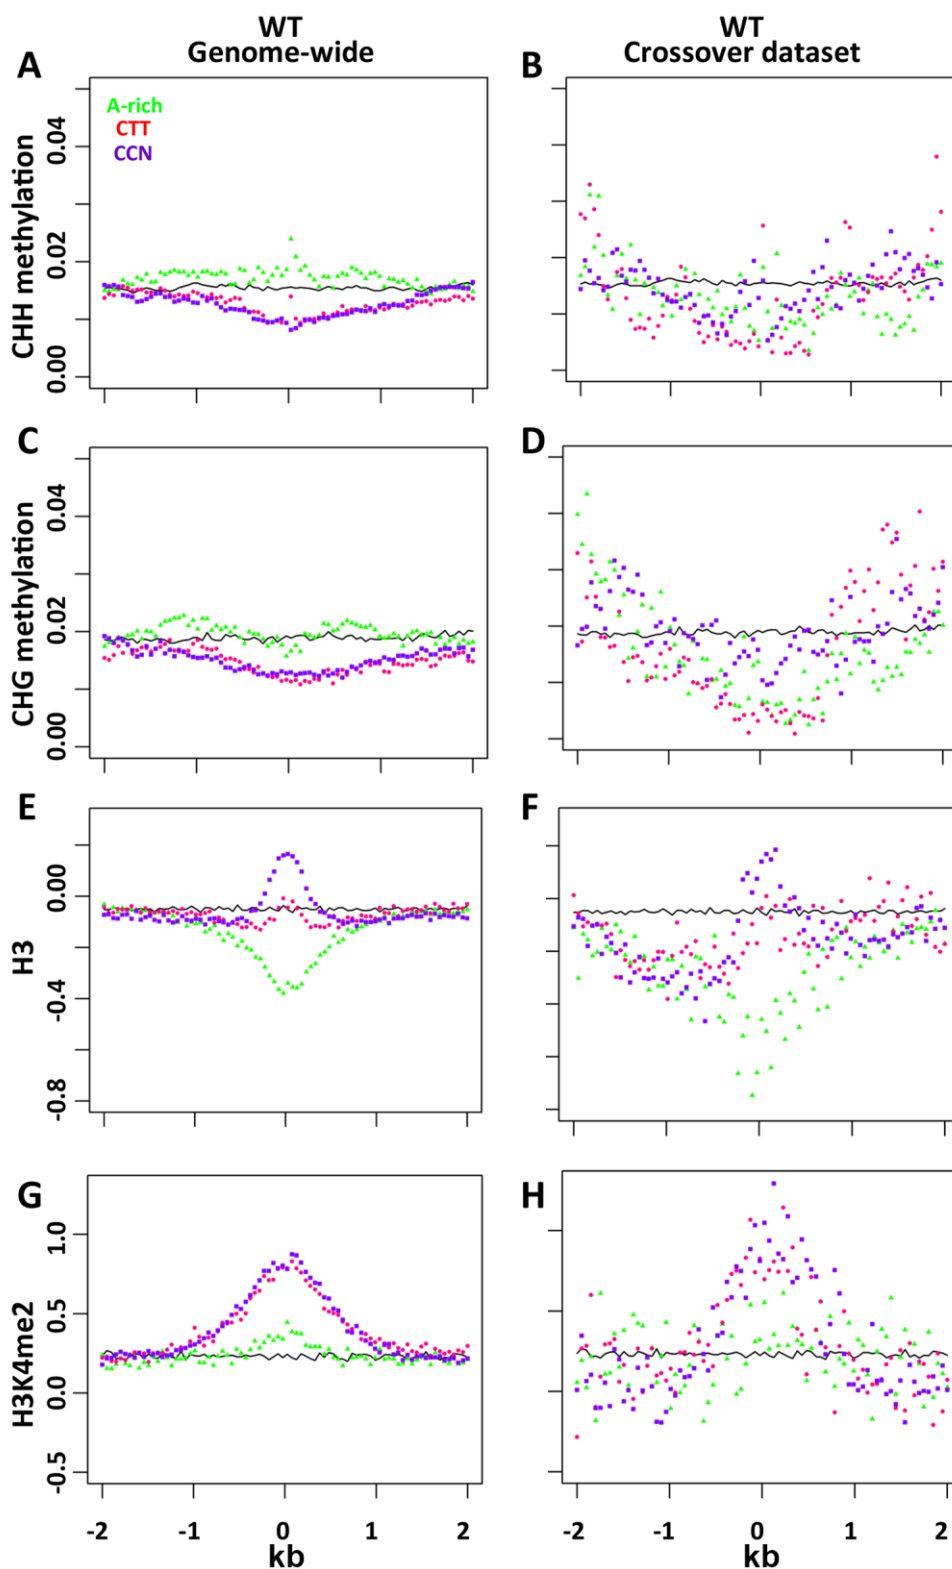 WT
Genome-wide
WT
Crossover dataset
A
B
A-rich
CTT
CCN
CHH methylation
0.04
0.02
0.00
C
D
CHG methylation
0.04
0.02
0.00
E
F
H3
0.00
-0.4
-0.8
G
H
H3K4me2
1.0
0.5
0.0
-0.5
-2 -1 0 1 2
kb
-2 -1 0 1 2
kb